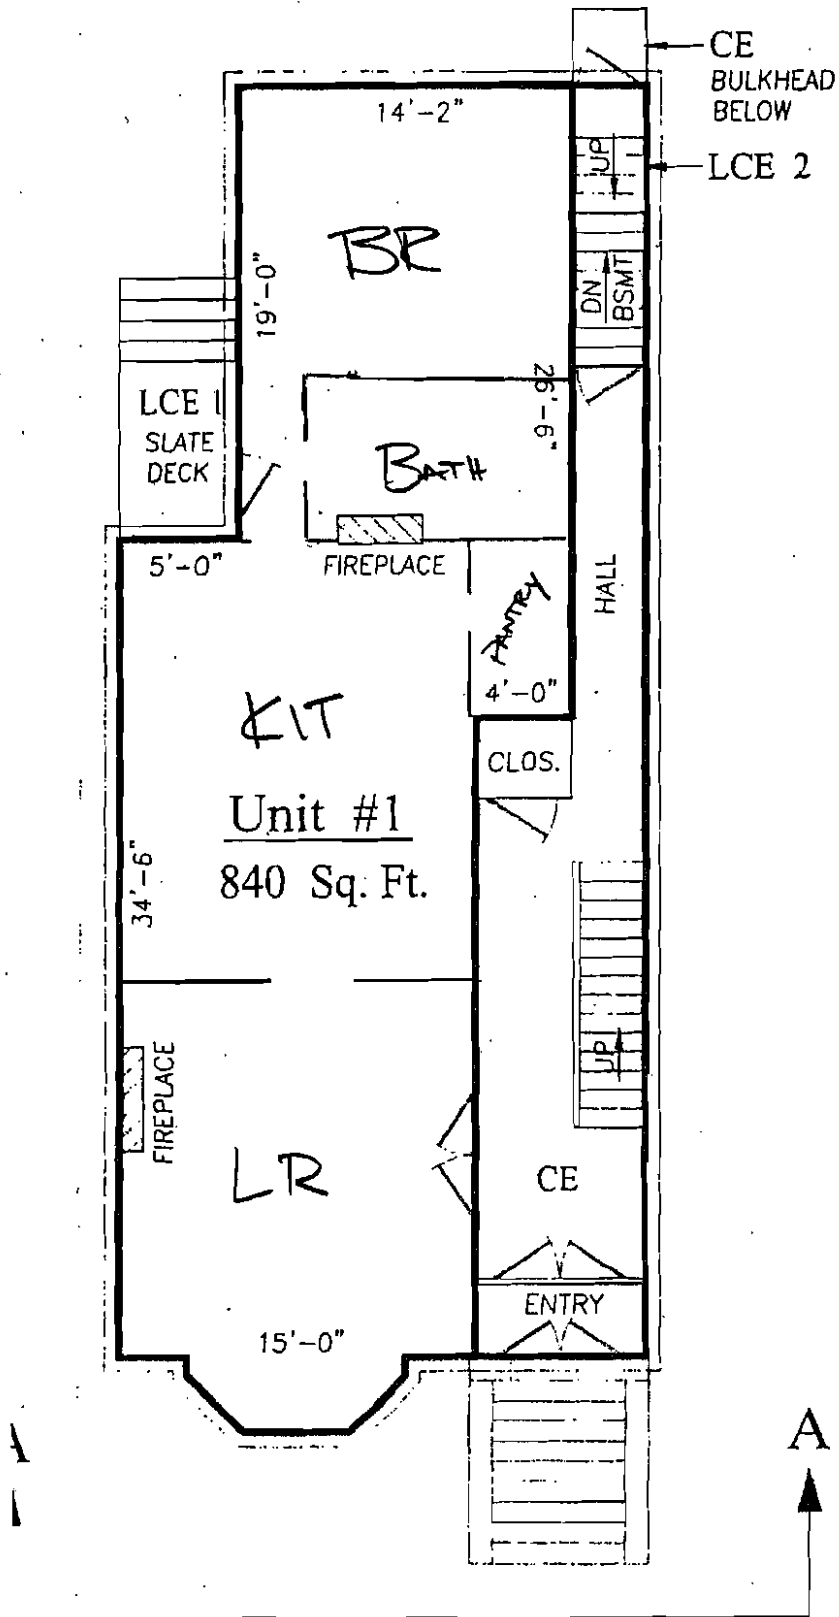 CE
BULKHEAD
BELOW
14'-2"
UP
LCE 2
BR
19'-0"
DN
BSMT
LCE 1
SLATE
DECK
26'-6"
BATH
5'-0"
FIREPLACE
HALL
PANTRY
4'-0"
KIT
CLOS.
Unit #1
840 Sq. Ft.
34'-6"
UP
FIREPLACE
LR
CE
ENTRY
15'-0"
A
A